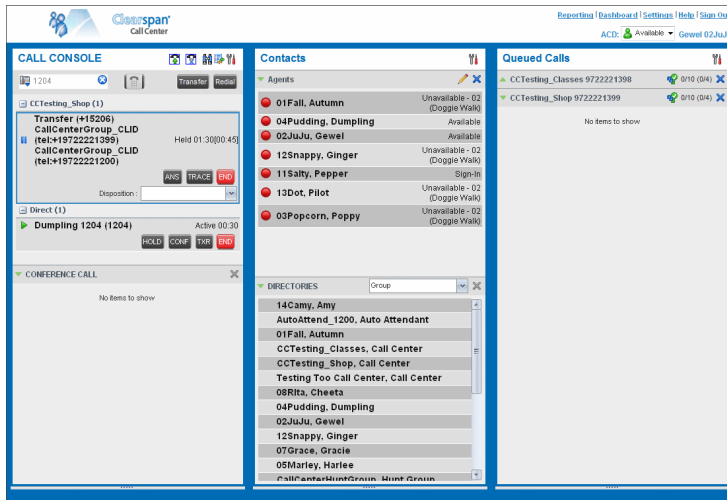 Clearspan®
Call Center
Reporting | Dashboard | Settings | Help | Sign Ou
ACD: Available Gewel 02JuJ
CALL CONSOLE
1204
Transfer Redial
CCTesting_Shop (1)
Transfer (+15206)
CallCenterGroup_CLID
(tel:+19722221399) Held 01:30[00:45]
CallCenterGroup_CLID
(tel:+19722221200)
ANS TRACE END
Disposition :
Direct (1)
Dumpling 1204 (1204) Active 00:30
HOLD CONF TXR END
CONFERENCE CALL
No items to show
Contacts
Agents
01Fall, Autumn Unavailable - 02
(Doggie Walk)
04Pudding, Dumpling Available
02JuJu, Gewel Available
12Snappy, Ginger Unavailable - 02
(Doggie Walk)
11Salty, Pepper Sign-In
13Dot, Pilot Unavailable - 02
(Doggie Walk)
03Popcorn, Poppy Unavailable - 02
(Doggie Walk)
DIRECTORIES Group
14Camy, Amy
AutoAttend_1200, Auto Attendant
01Fall, Autumn
CCTesting_Classes, Call Center
CCTesting_Shop, Call Center
Testing Too Call Center, Call Center
08RIta, Cheeta
04Pudding, Dumpling
02JuJu, Gewel
12Snappy, Ginger
07Grace, Gracie
05Marley, Harlee
CallCenterHuntGroup, Hunt Group
Queued Calls
CCTesting_Classes 9722221398 0/10 (0/4)
CCTesting_Shop 9722221399 0/10 (0/4)
No items to show